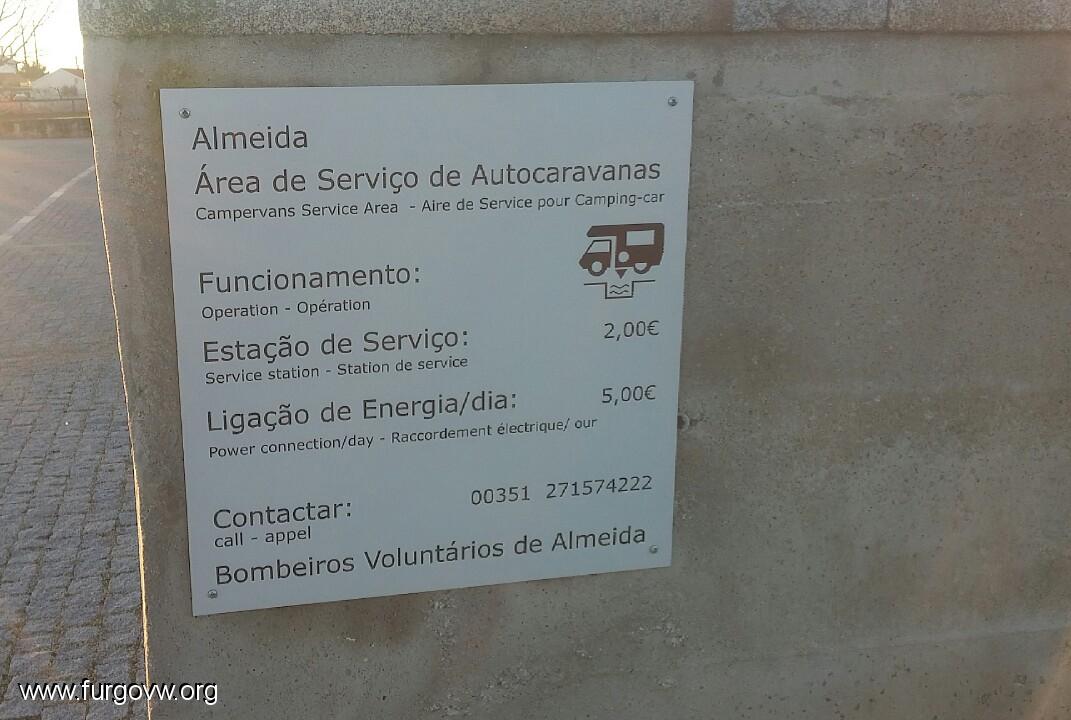 Almeida
Área de Serviço de Autocaravanas
Campervans Service Area - Aire de Service pour Camping-car
Funcionamento:
Operation - Opération
Estação de Serviço: 2,00€
Service station - Station de service
Ligação de Energia/dia: 5,00€
Power connection/day - Raccordement électrique/ our
Contactar: 00351 271574222
call - appel
Bombeiros Voluntários de Almeida
www.furgovw.org